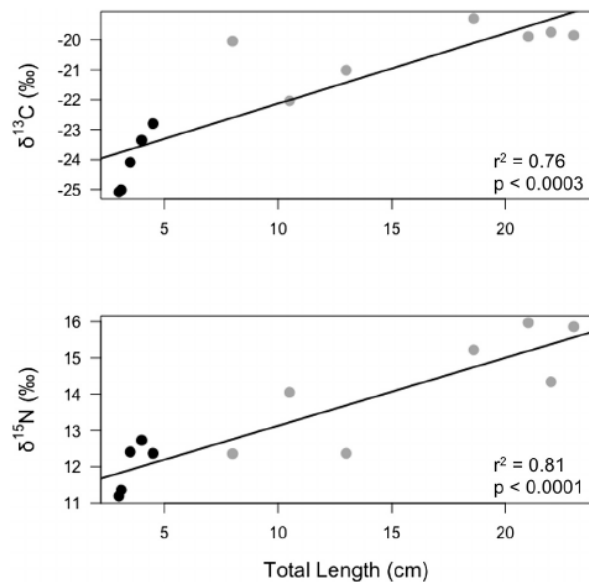 δ¹³C (‰)
-20
-21
-22
-23
-24
-25
r² = 0.76
p < 0.0003
5
10
15
20
δ¹⁵N (‰)
16
15
14
13
12
11
r² = 0.81
p < 0.0001
5
10
15
20
Total Length (cm)